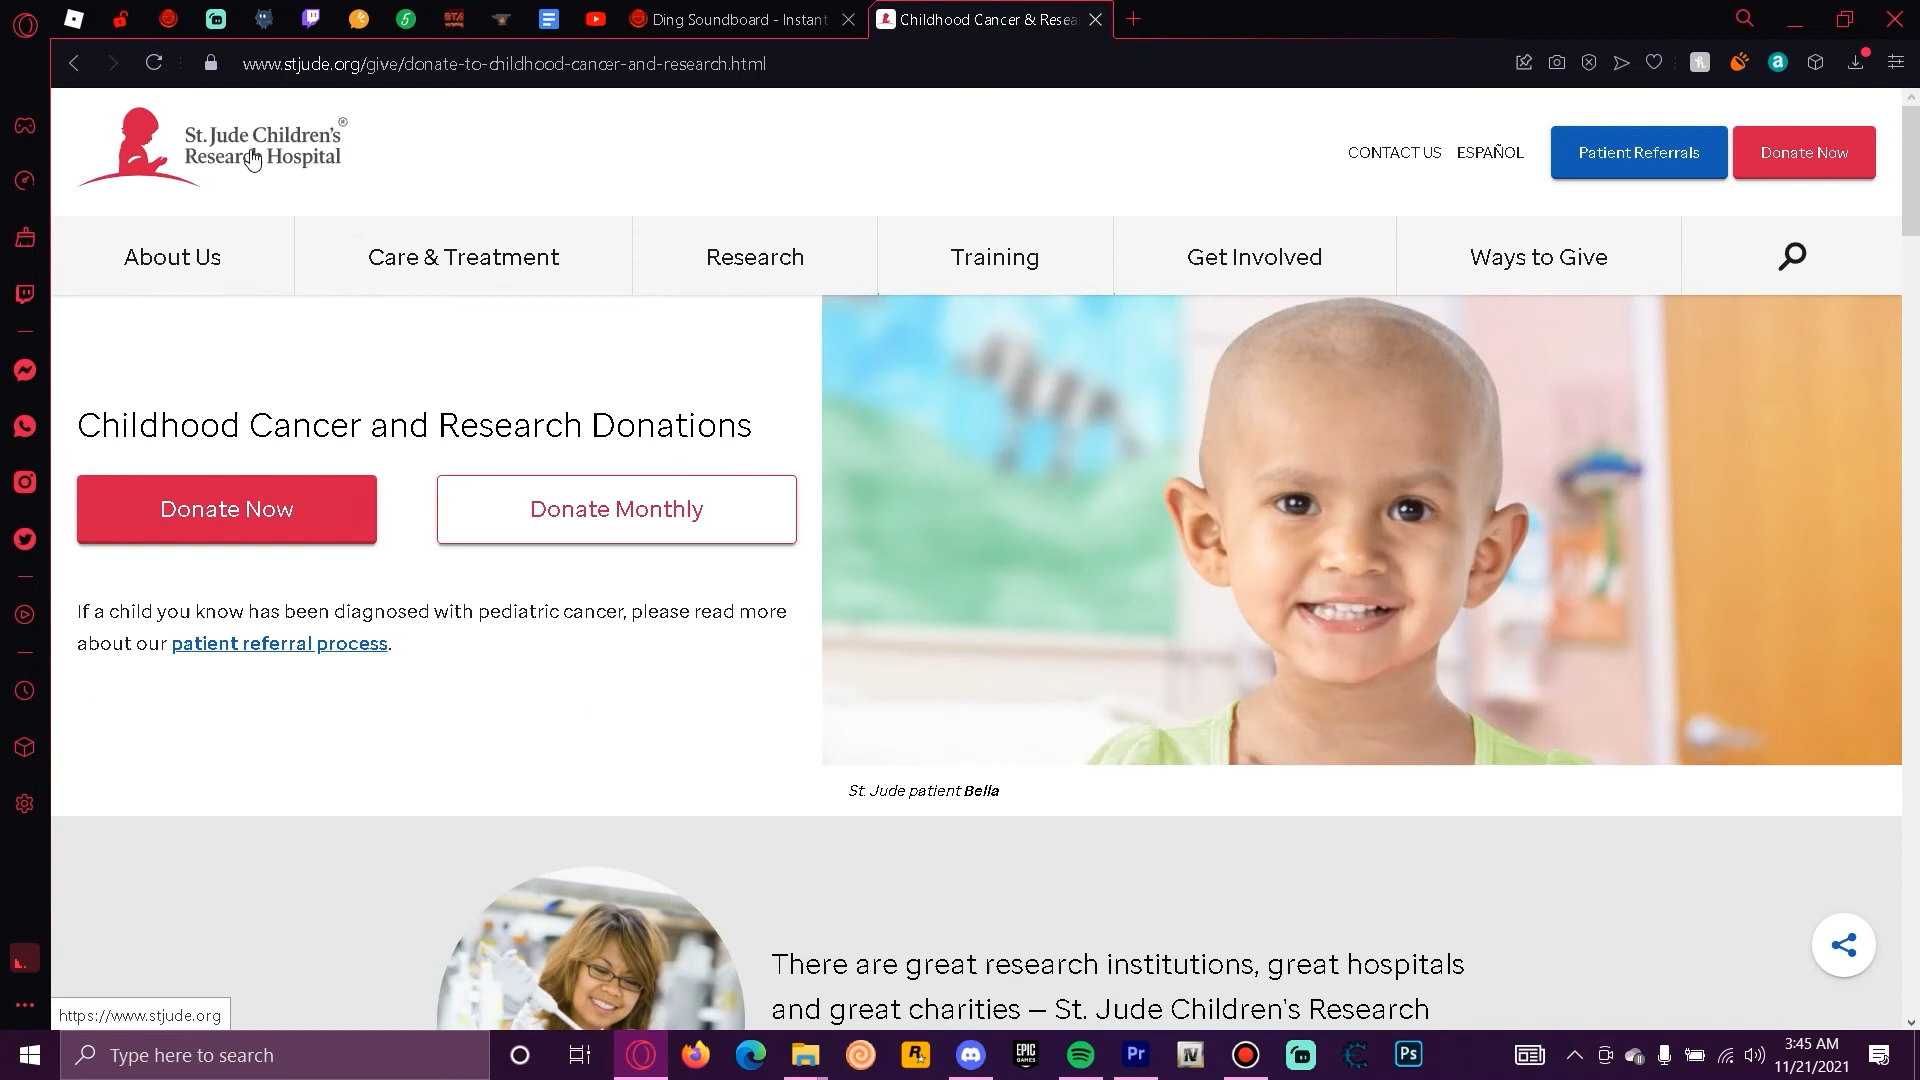 Ding Soundboard - Instant
Childhood Cancer & Resea
www.stjude.org/give/donate-to-childhood-cancer-and-research.html
St. Jude Children's®
Research Hospital
CONTACT US
ESPAÑOL
Patient Referrals
Donate Now
About Us
Care & Treatment
Research
Training
Get Involved
Ways to Give
Childhood Cancer and Research Donations
Donate Now
Donate Monthly
If a child you know has been diagnosed with pediatric cancer, please read more
about our patient referral process.
St. Jude patient Bella
There are great research institutions, great hospitals
and great charities — St. Jude Children's Research
https://www.stjude.org
Type here to search
EPIC
GAMES
Pr
IV
Ps
3:45 AM
11/21/2021